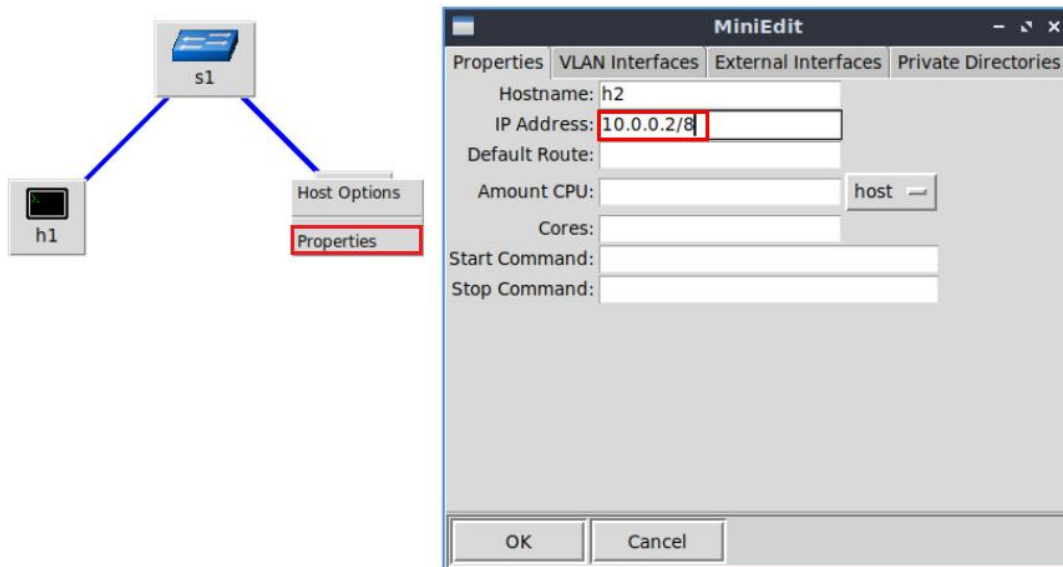 s1
h1
Host Options
Properties
MiniEdit
Properties VLAN Interfaces External Interfaces Private Directories
Hostname: h2
IP Address: 10.0.0.2/8
Default Route:
Amount CPU: host
Cores:
Start Command:
Stop Command:
OK Cancel